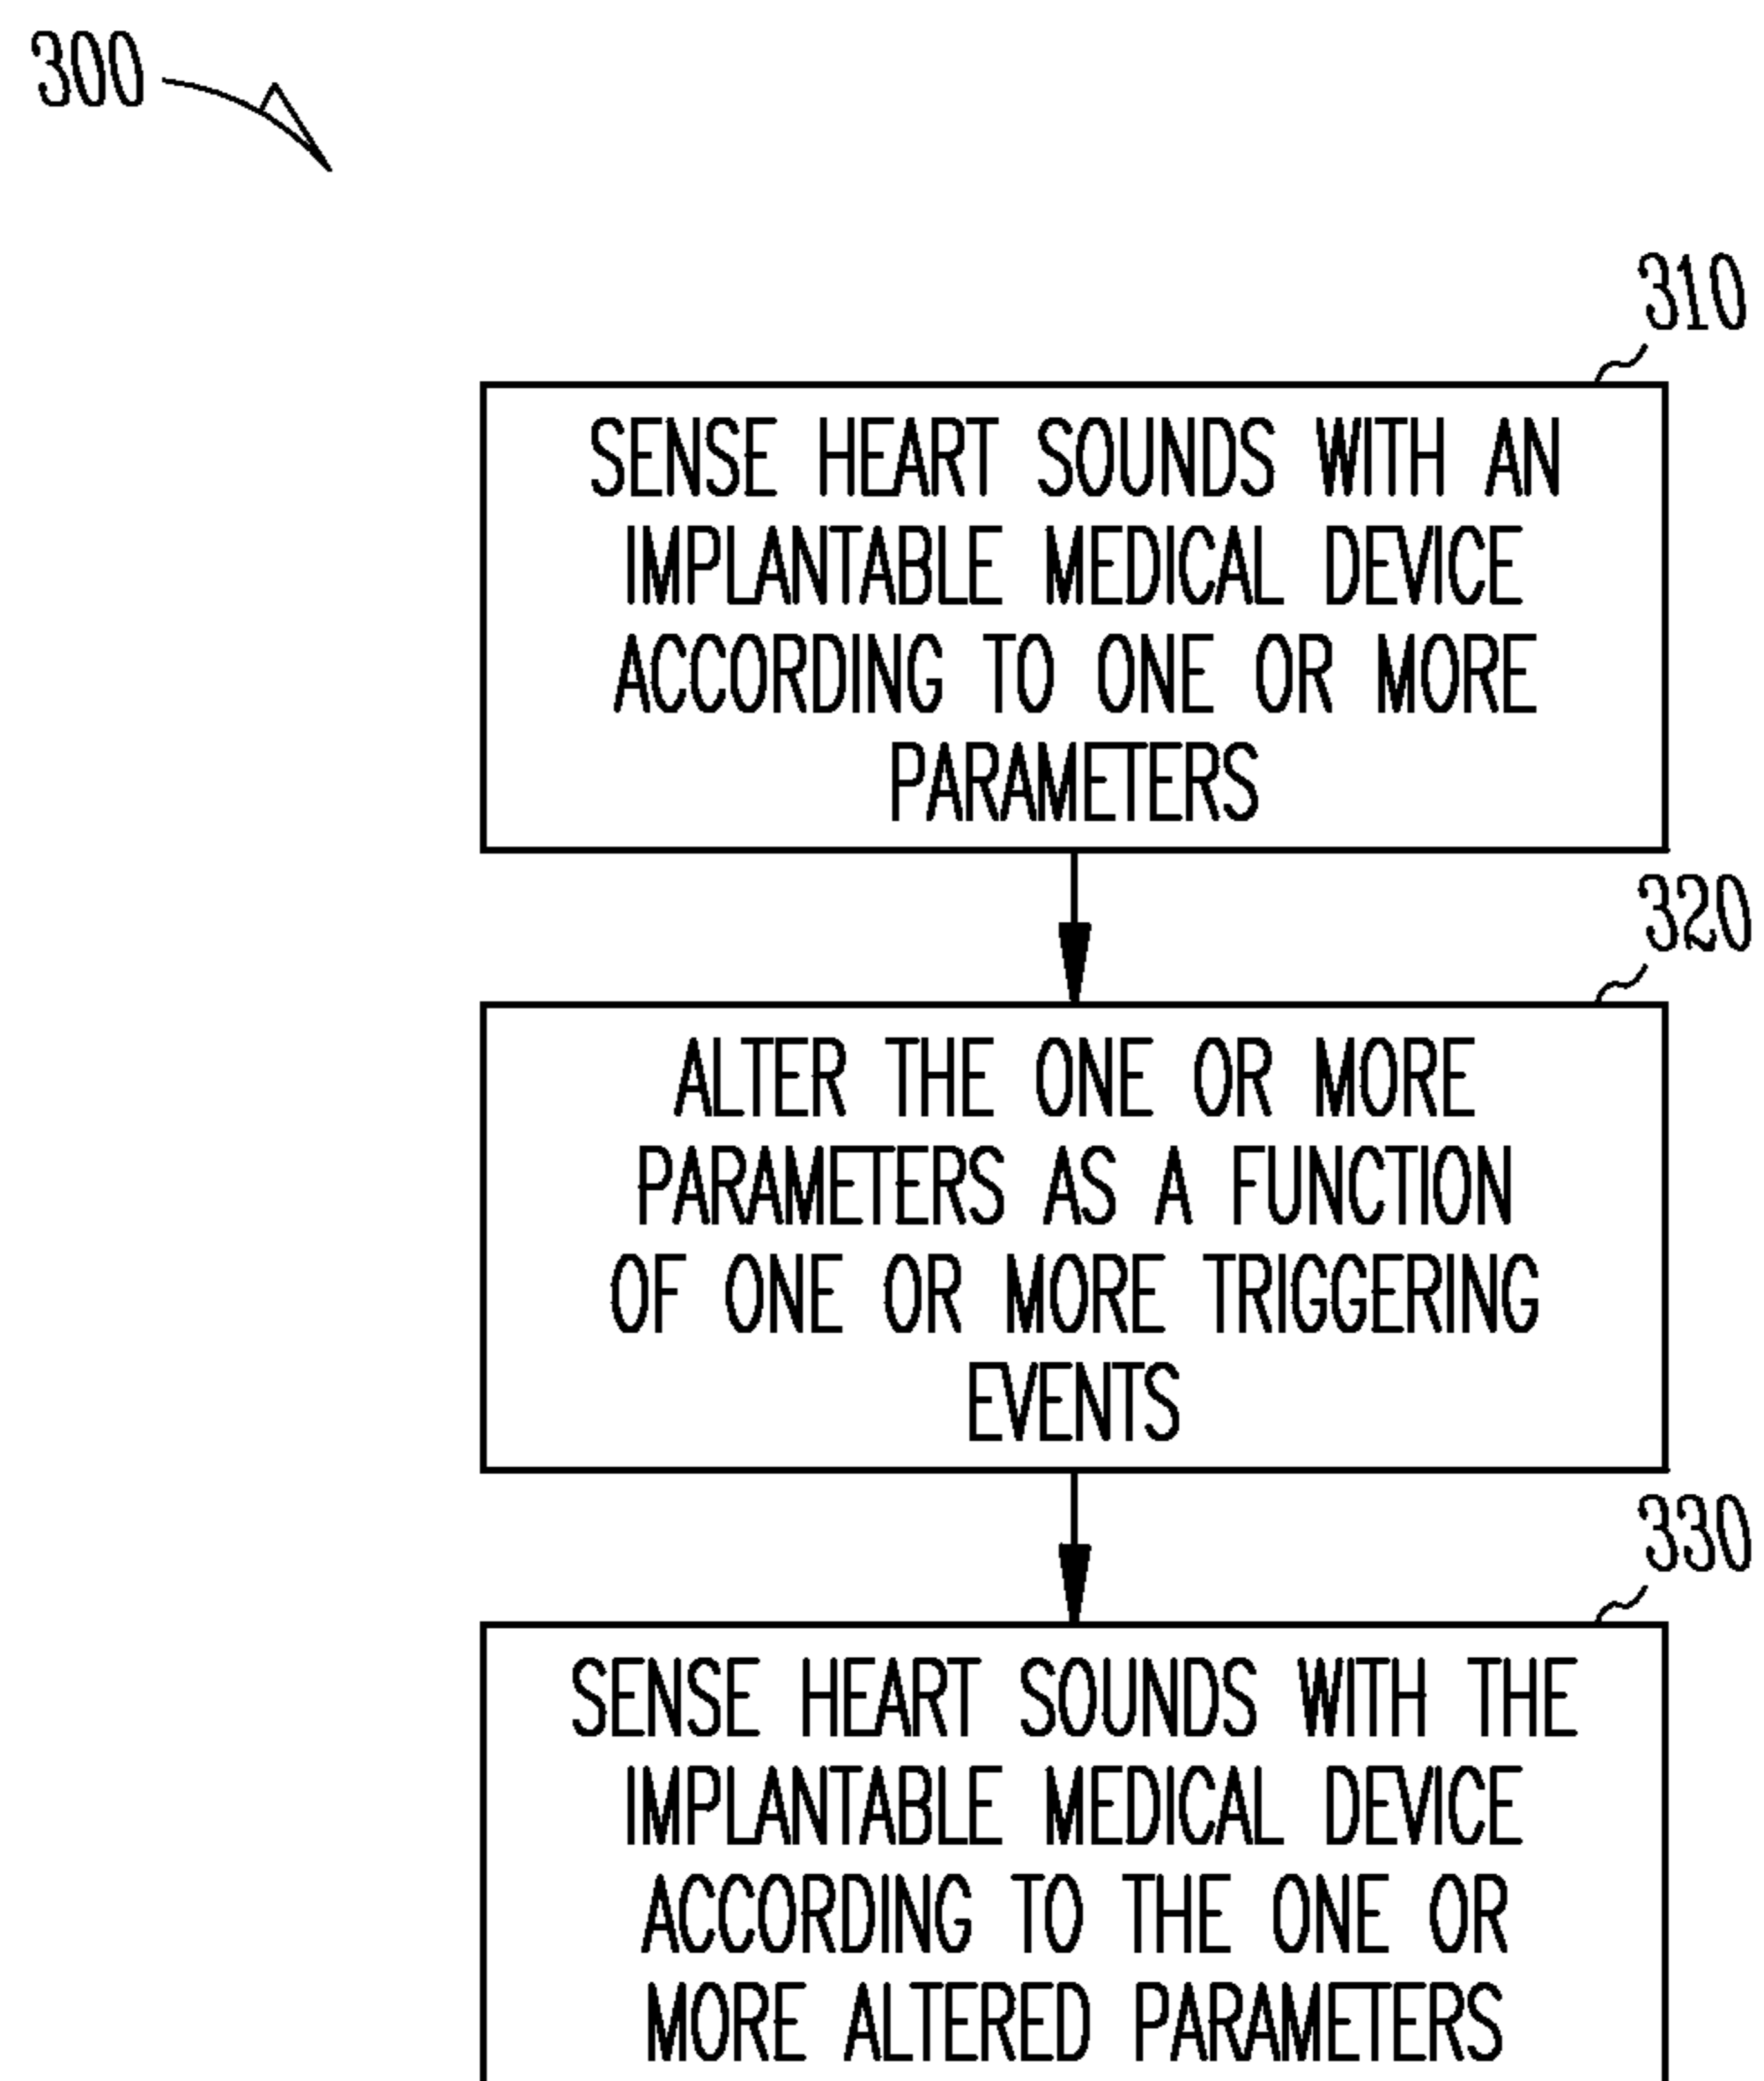 300
310
SENSE HEART SOUNDS WITH AN
IMPLANTABLE MEDICAL DEVICE
ACCORDING TO ONE OR MORE
PARAMETERS
320
ALTER THE ONE OR MORE
PARAMETERS AS A FUNCTION
OF ONE OR MORE TRIGGERING
EVENTS
330
SENSE HEART SOUNDS WITH THE
IMPLANTABLE MEDICAL DEVICE
ACCORDING TO THE ONE OR
MORE ALTERED PARAMETERS